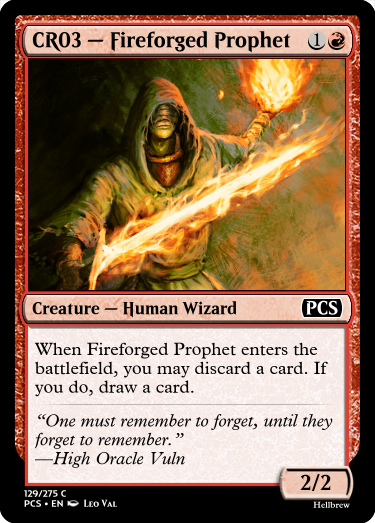 CR03 — Fireforged Prophet 1
Creature — Human Wizard PCS
When Fireforged Prophet enters the
battlefield, you may discard a card. If
you do, draw a card.
“One must remember to forget, until they
forget to remember.”
—High Oracle Vuln
2/2
129/275 C
PCS • EN Leo Val
Hellbrew